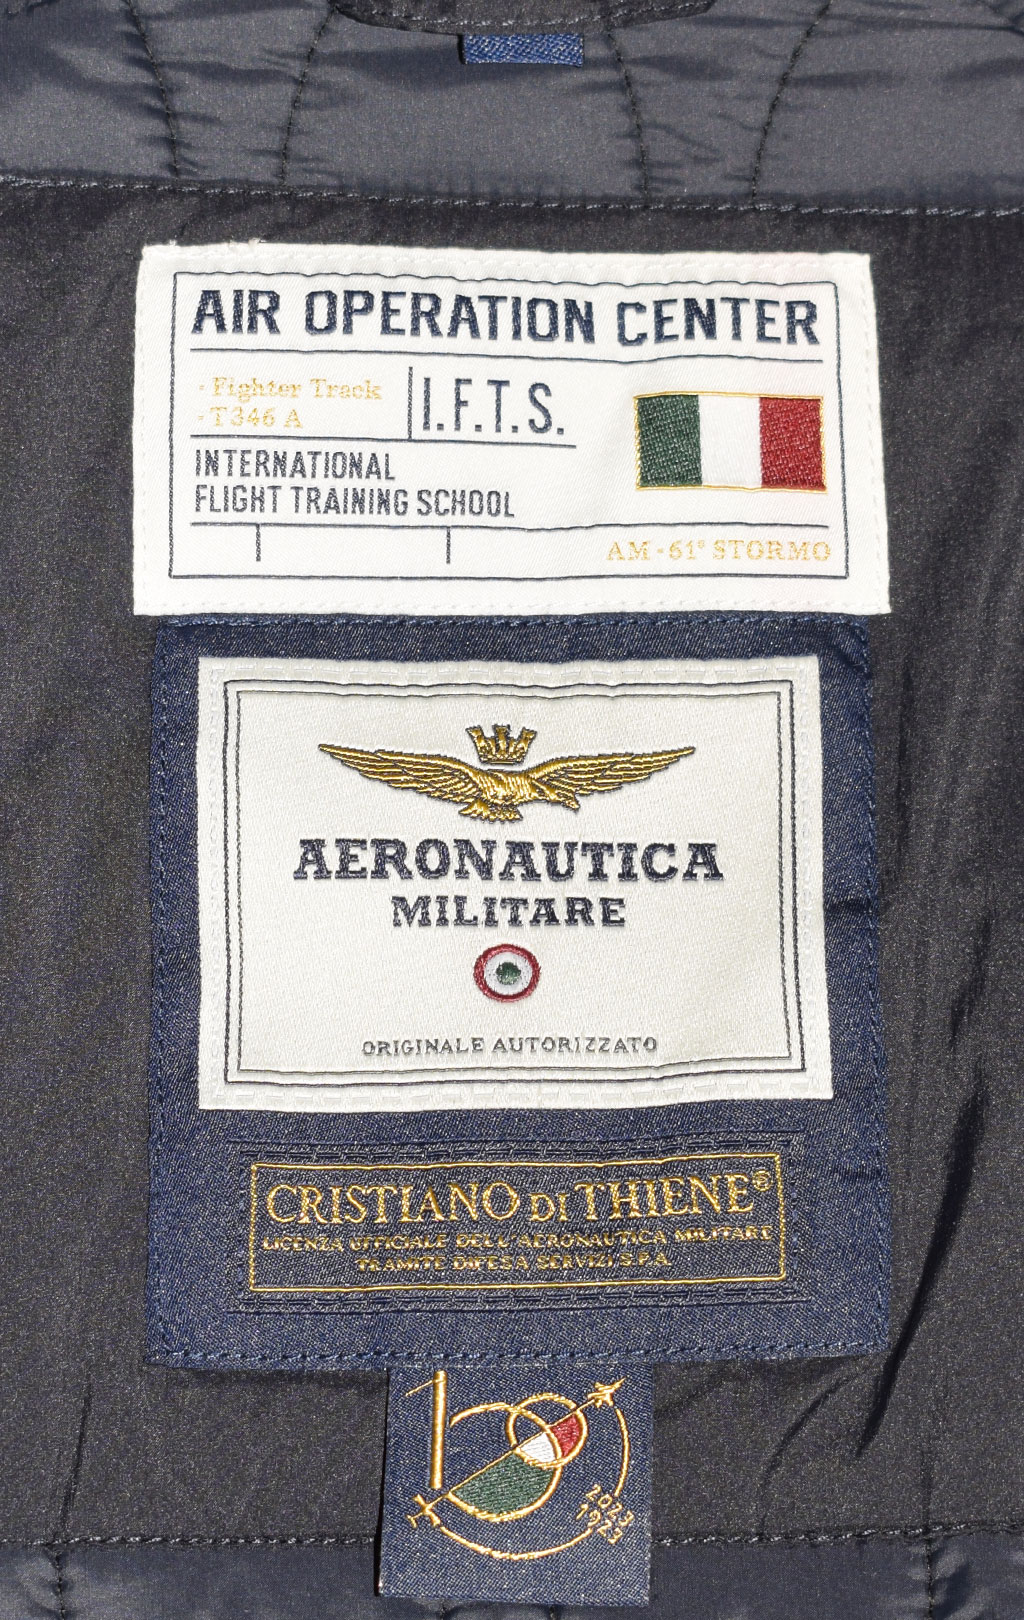 AIR OPERATION CENTER
· Fighter Track
· T346 A
I.F.T.S.
INTERNATIONAL
FLIGHT TRAINING SCHOOL
AM · 61° STORMO
AERONAUTICA
MILITARE
ORIGINALE AUTORIZZATO
CRISTIANO DI THIENE®
LICENZA UFFICIALE DELL'AERONAUTICA MILITARE
TRAMITE DIFESA SERVIZI S.P.A.
100
2023
1923